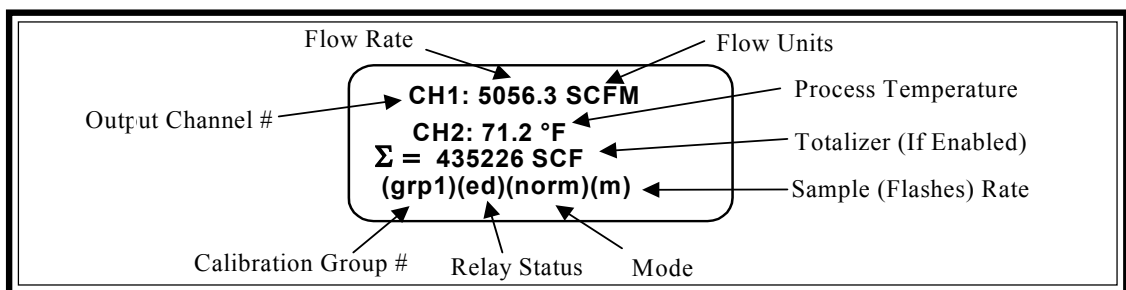 Flow Rate
Flow Units
CH1: 5056.3 SCFM
Process Temperature
Output Channel #
CH2: 71.2 °F
Totalizer (If Enabled)
Σ = 435226 SCF
(grp1)(ed)(norm)(m)
Sample (Flashes) Rate
Calibration Group #
Relay Status
Mode